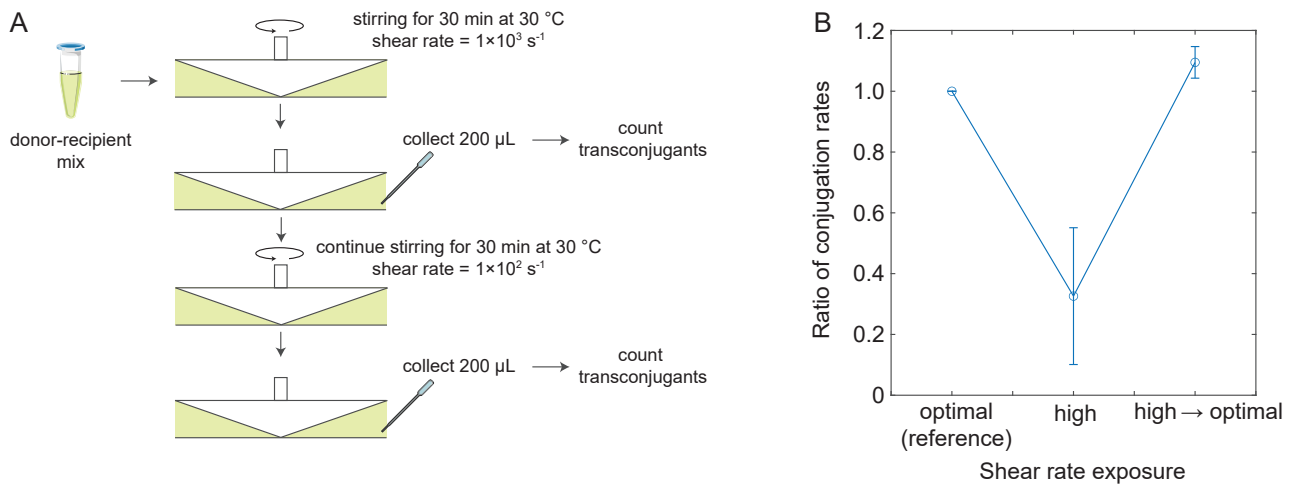 A
stirring for 30 min at 30 °C
shear rate = 1×10³ s⁻¹
donor-recipient
mix
collect 200 µL
count
transconjugants
continue stirring for 30 min at 30 °C
shear rate = 1×10² s⁻¹
collect 200 µL
count
transconjugants
B
Ratio of conjugation rates
1.2
1.0
0.8
0.6
0.4
0.2
0
optimal
(reference)
high
high → optimal
Shear rate exposure